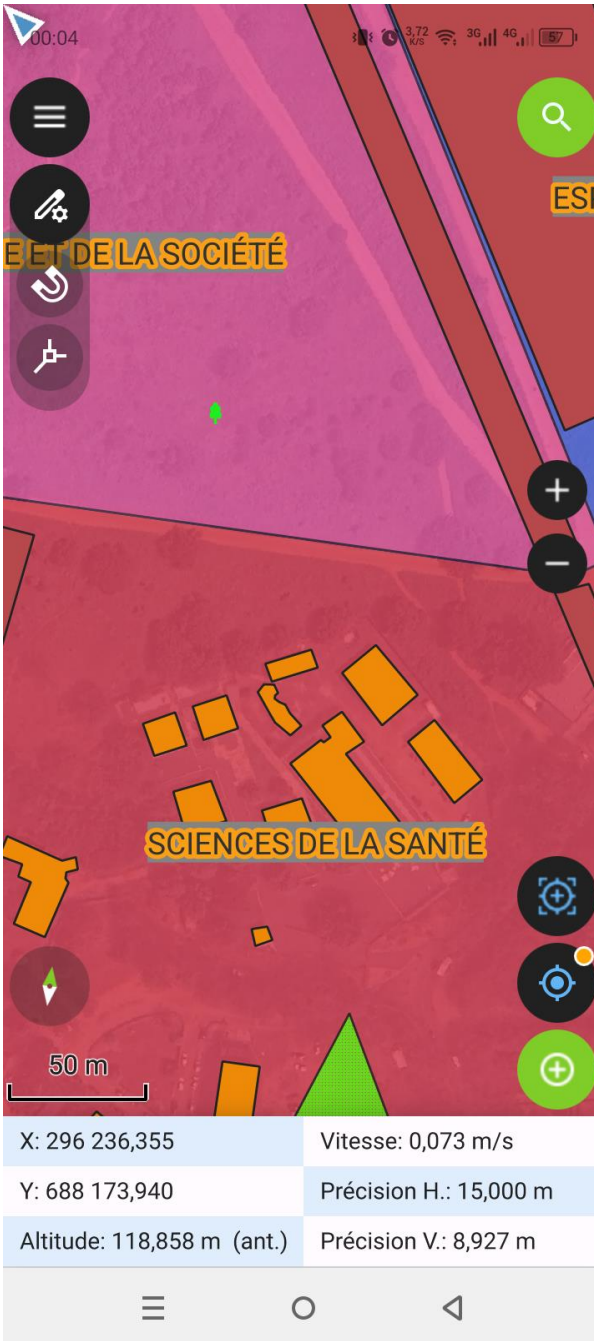 00:04
3,72
K/S
3G
4G
57
ESI
E ET DE LA SOCIÉTÉ
SCIENCES DE LA SANTÉ
50 m
X: 296 236,355
Vitesse: 0,073 m/s
Y: 688 173,940
Précision H.: 15,000 m
Altitude: 118,858 m (ant.)
Précision V.: 8,927 m